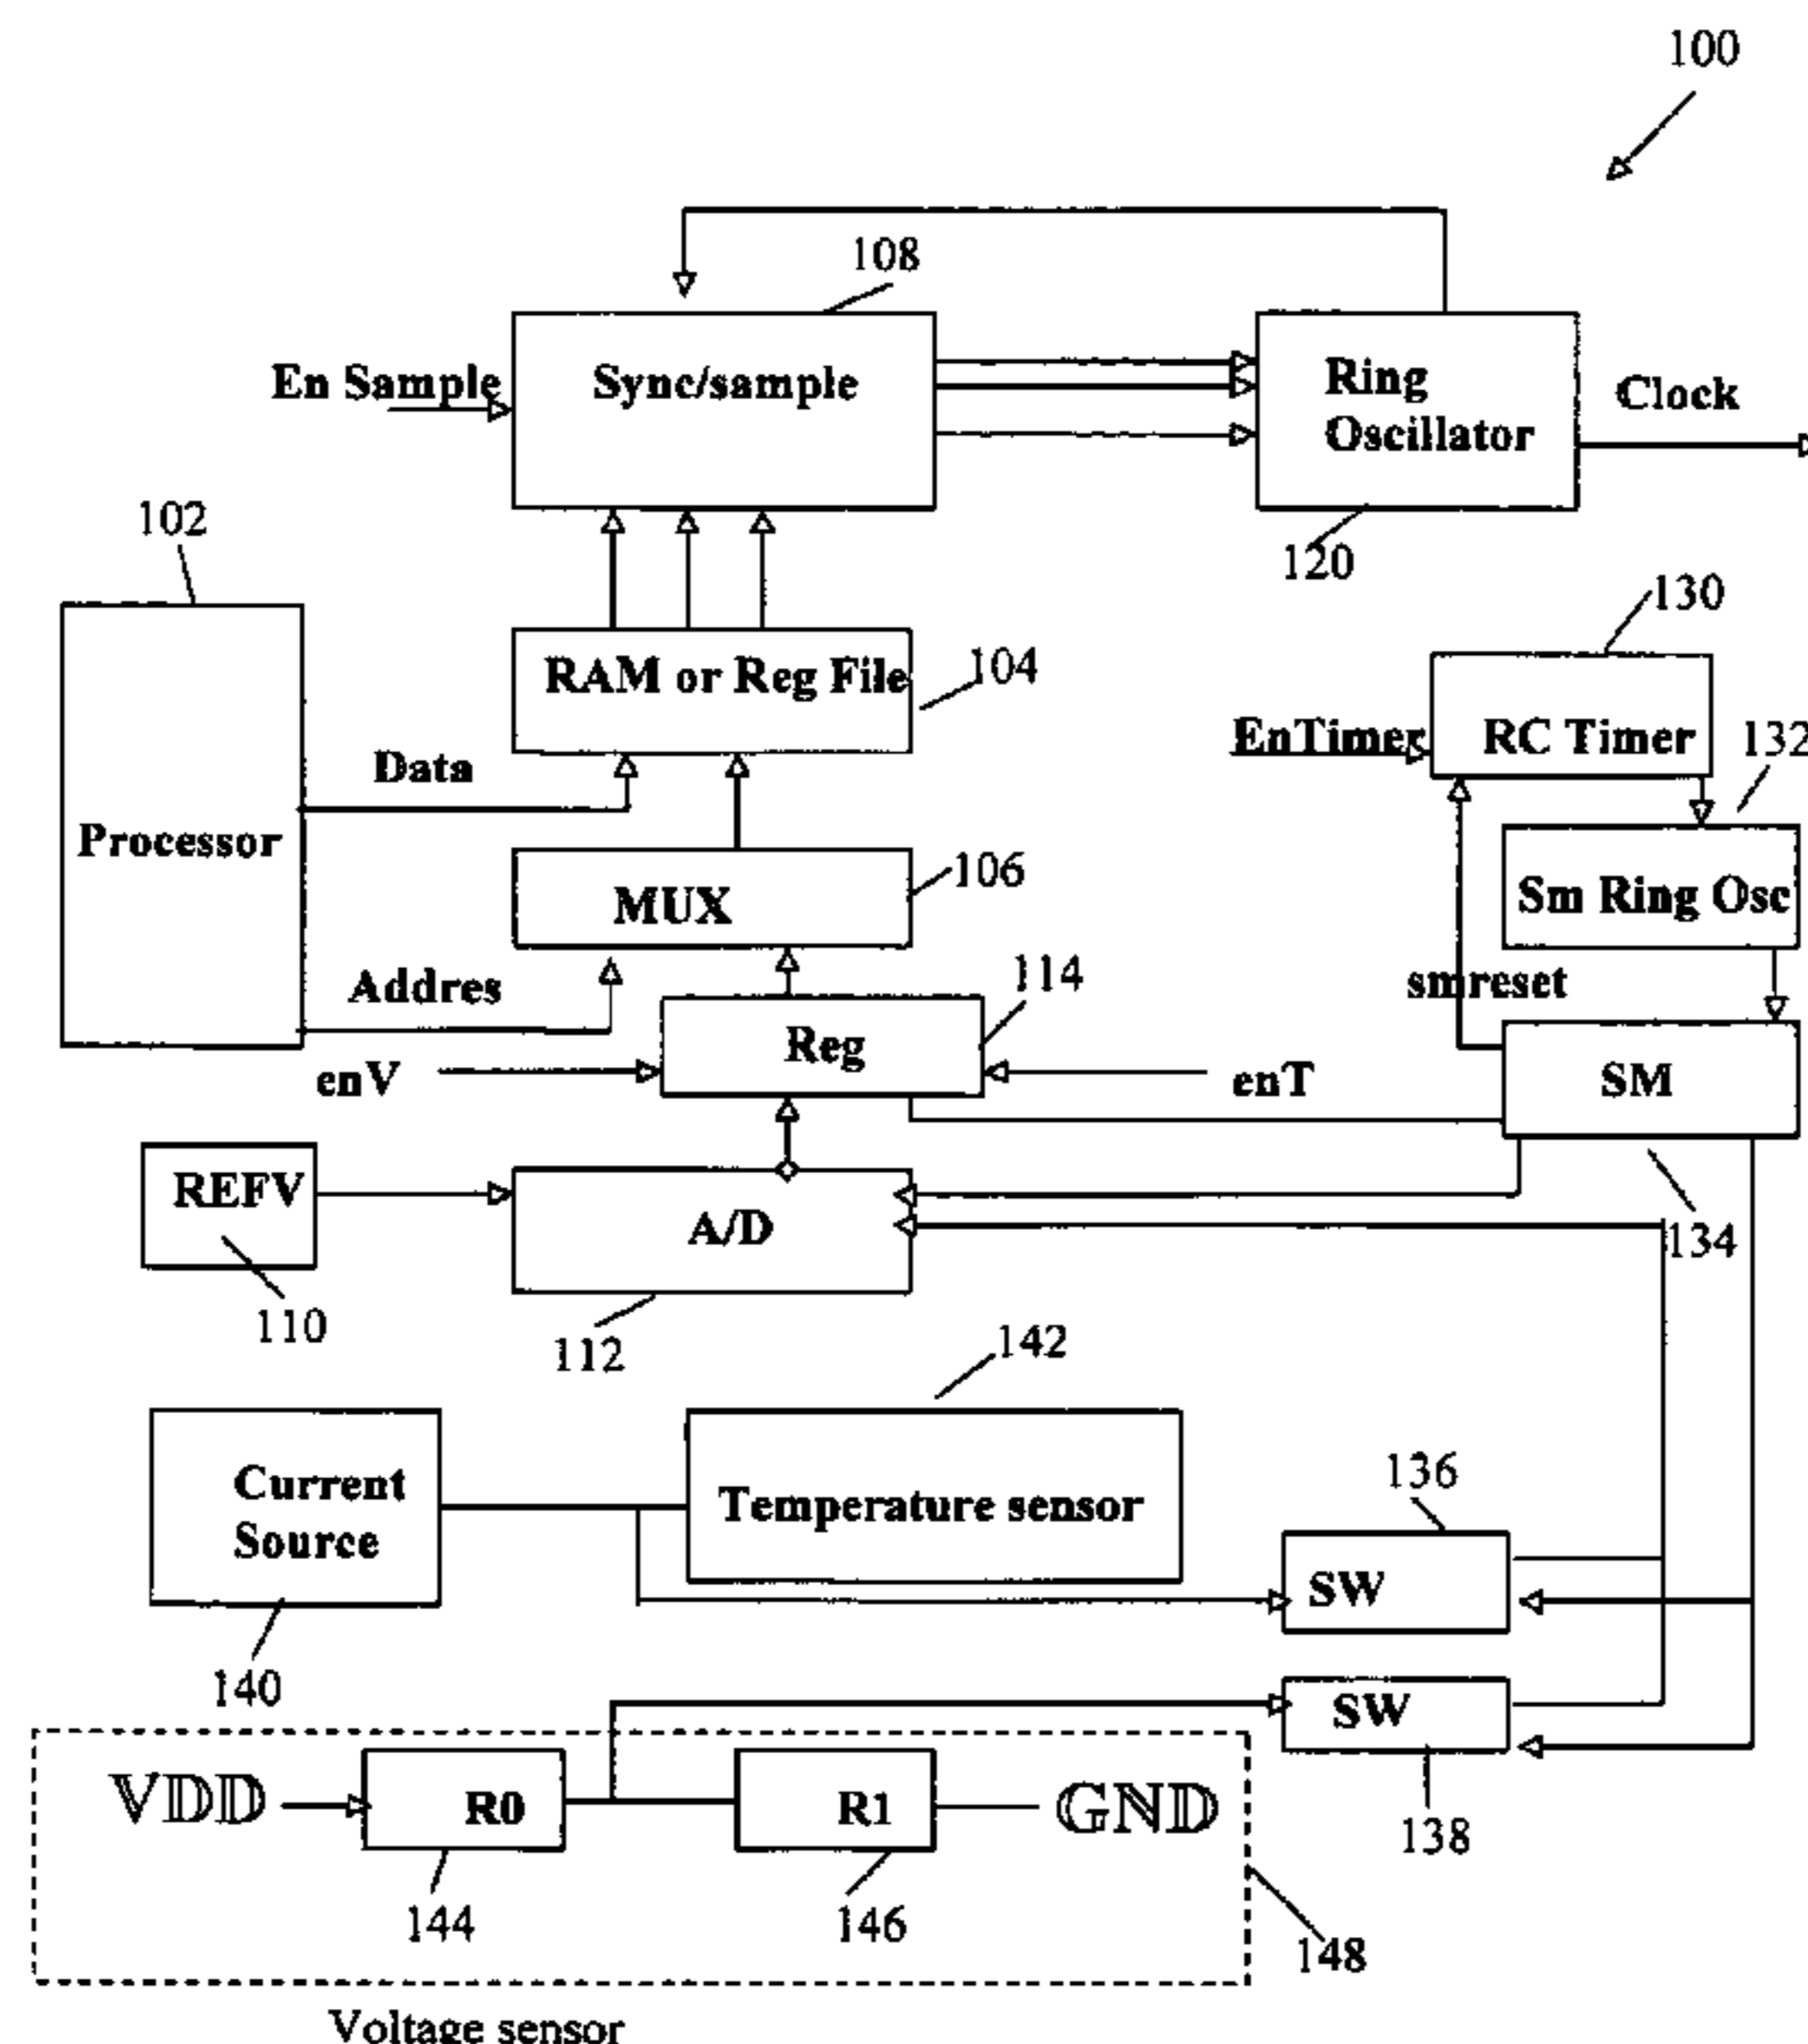 100
108
En Sample
Sync/sample
Ring
Oscillator
Clock
102
120
130
RAM or Reg File
104
EnTimer
RC Timer
132
Data
Processor
MUX
106
Sm Ring Osc
Addres
114
smreset
Reg
enV
enT
SM
REFV
A/D
134
110
112
142
Current
Source
Temperature sensor
136
SW
140
SW
VDD
R0
R1
GND
138
144
146
148
Voltage sensor